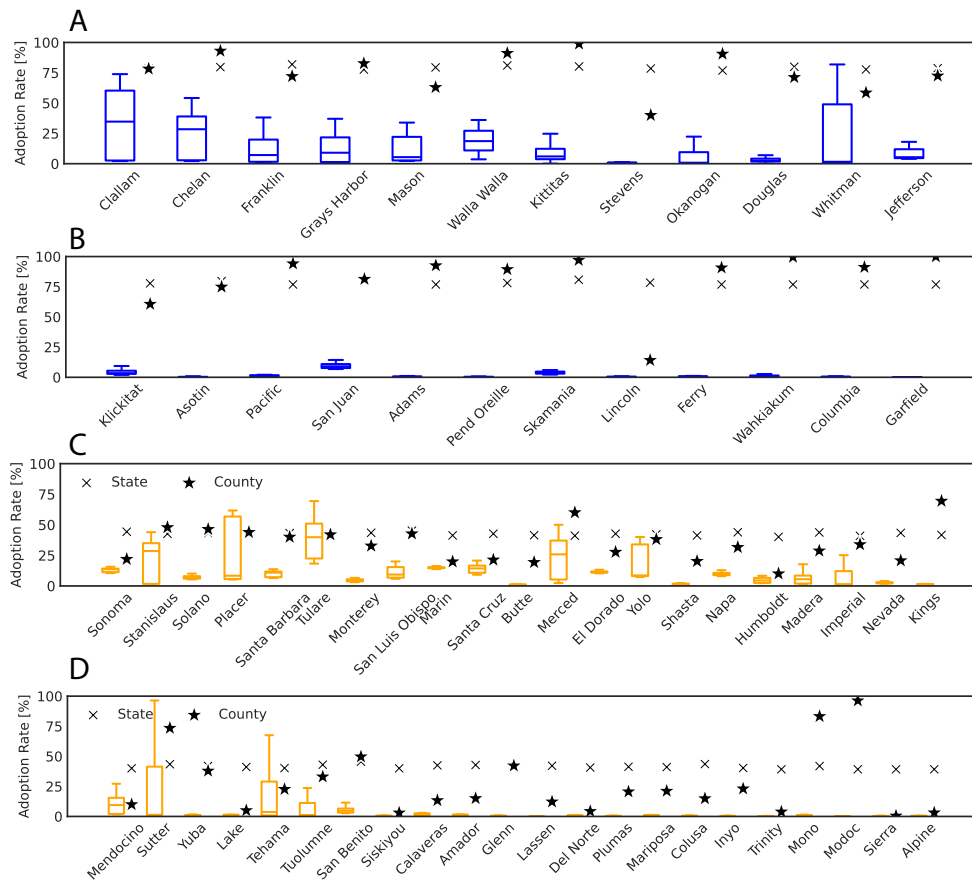 A
Adoption Rate [%]
100
75
50
25
0
Clallam
Chelan
Franklin
Grays Harbor
Mason
Walla Walla
Kittitas
Stevens
Okanogan
Douglas
Whitman
Jefferson
B
Adoption Rate [%]
100
75
50
25
0
Klickitat
Asotin
Pacific
San Juan
Adams
Pend Oreille
Skamania
Lincoln
Ferry
Wahkiakum
Columbia
Garfield
C
Adoption Rate [%]
100
75
50
25
0
State
County
Sonoma
Stanislaus
Solano
Placer
Santa Barbara
Tulare
Monterey
San Luis Obispo
Marin
Santa Cruz
Butte
Merced
El Dorado
Yolo
Shasta
Napa
Humboldt
Madera
Imperial
Nevada
Kings
D
Adoption Rate [%]
100
75
50
25
0
State
County
Mendocino
Sutter
Yuba
Lake
Tehama
Tuolumne
San Benito
Siskiyou
Calaveras
Amador
Glenn
Lassen
Del Norte
Plumas
Mariposa
Colusa
Inyo
Trinity
Mono
Modoc
Sierra
Alpine